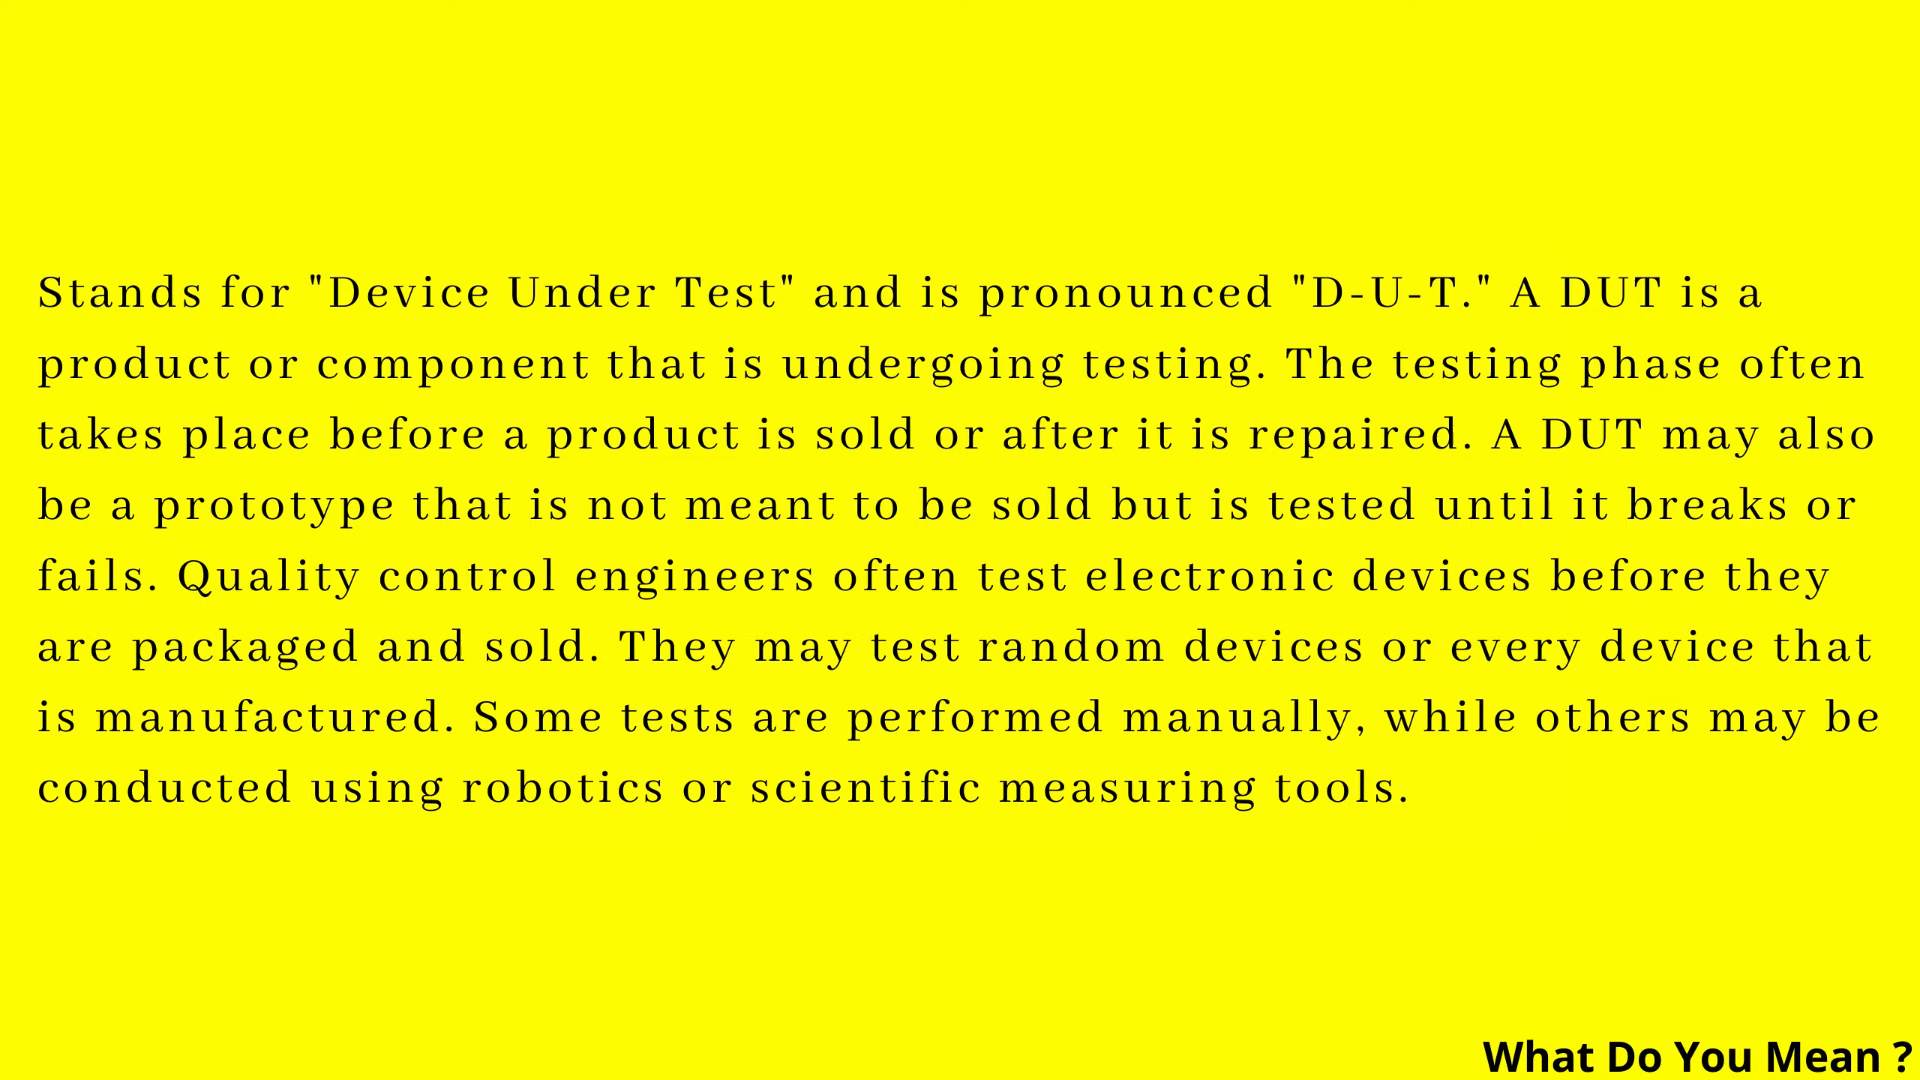 Stands for "Device Under Test" and is pronounced "D-U-T." A DUT is a
product or component that is undergoing testing. The testing phase often
takes place before a product is sold or after it is repaired. A DUT may also
be a prototype that is not meant to be sold but is tested until it breaks or
fails. Quality control engineers often test electronic devices before they
are packaged and sold. They may test random devices or every device that
is manufactured. Some tests are performed manually, while others may be
conducted using robotics or scientific measuring tools.
What Do You Mean ?